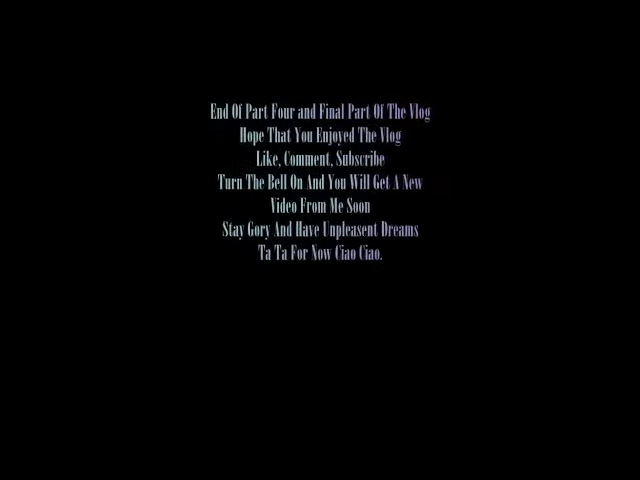 End Of Part Four and Final Part Of The Vlog
Hope That You Enjoyed The Vlog
Like, Comment, Subscribe
Turn The Bell On And You Will Get A New
Video From Me Soon
Stay Gory And Have Unpleasent Dreams
Ta Ta For Now Ciao Ciao.